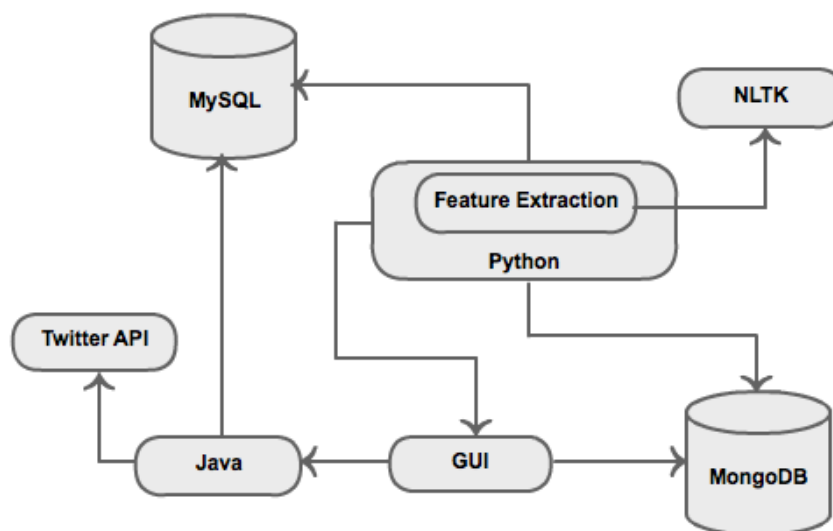 MySQL
NLTK
Feature Extraction
Python
Twitter API
Java
GUI
MongoDB